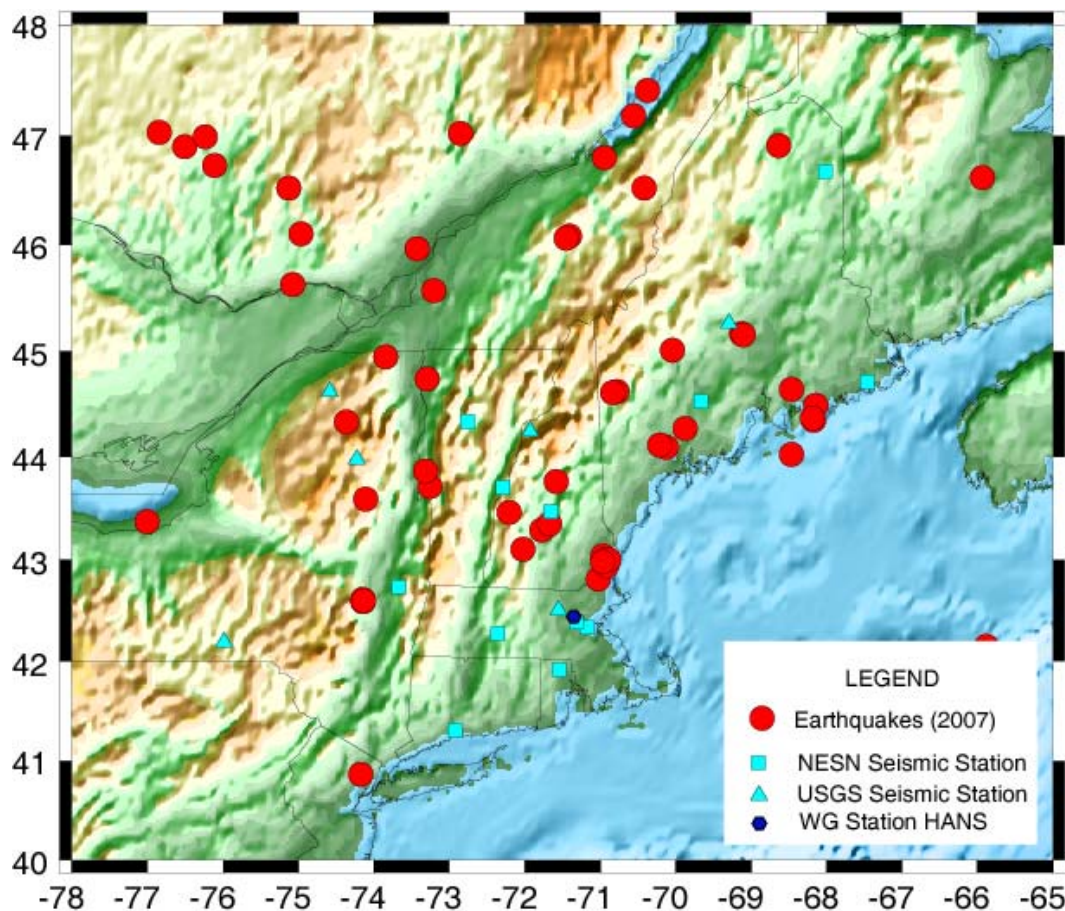 48
47
46
45
44
43
42
41
40
LEGEND
Earthquakes (2007)
NESN Seismic Station
USGS Seismic Station
WG Station HANS
-78 -77 -76 -75 -74 -73 -72 -71 -70 -69 -68 -67 -66 -65